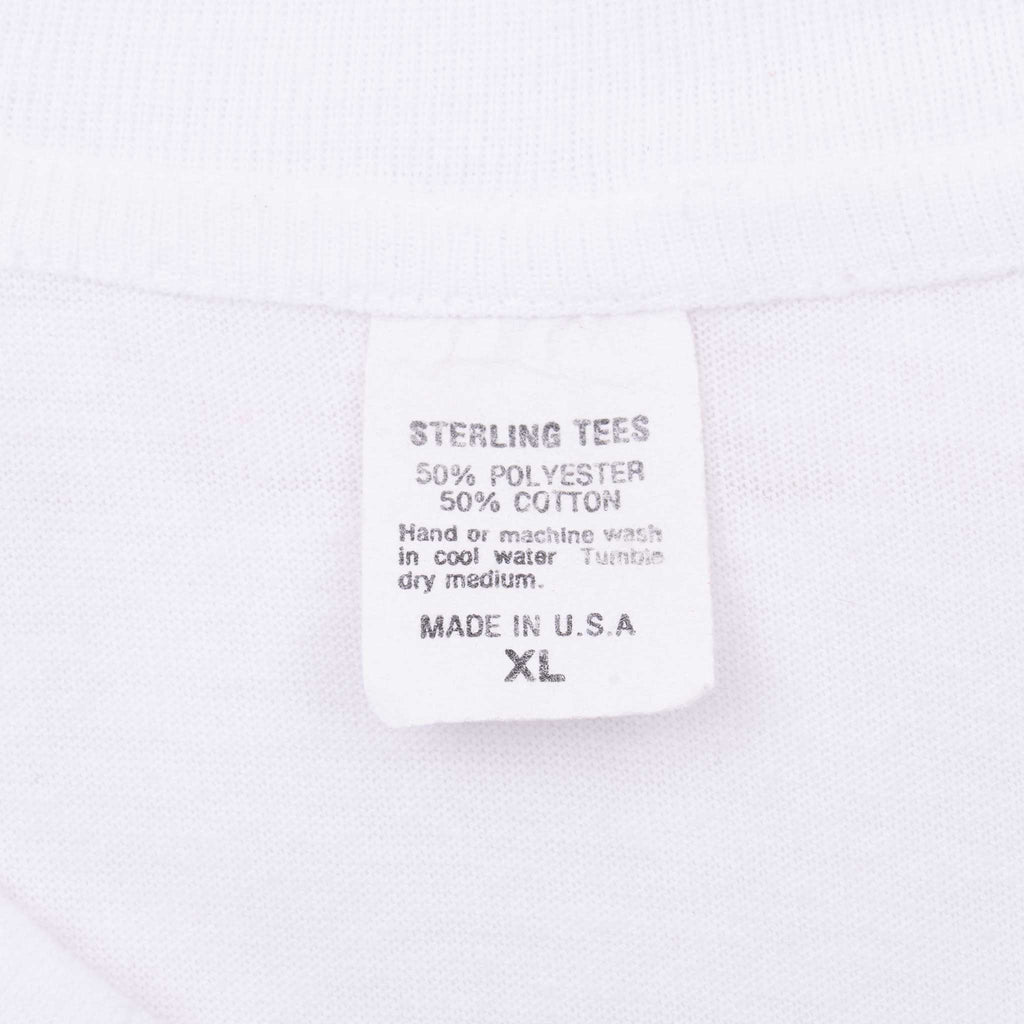 STERLING TEES
50% POLYESTER
50% COTTON
Hand or machine wash
in cool water Tumble
dry medium.
MADE IN U.S.A
XL